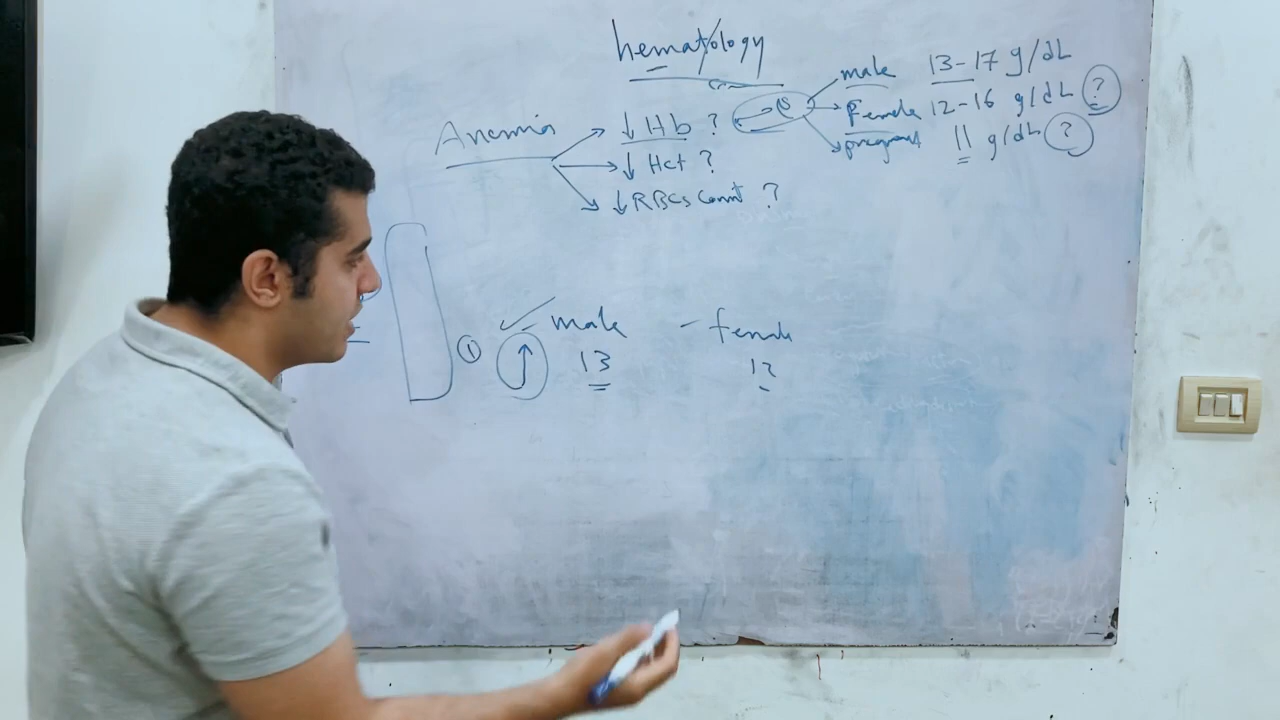 hematology
male 13-17 g/dL
Anemia ↓ Hb ? Female 12-16 g/dL ?
pregnant 11 g/dL ?
↓ Hct ?
↓ RBCs Count ?
① ↑ male - female
13 12